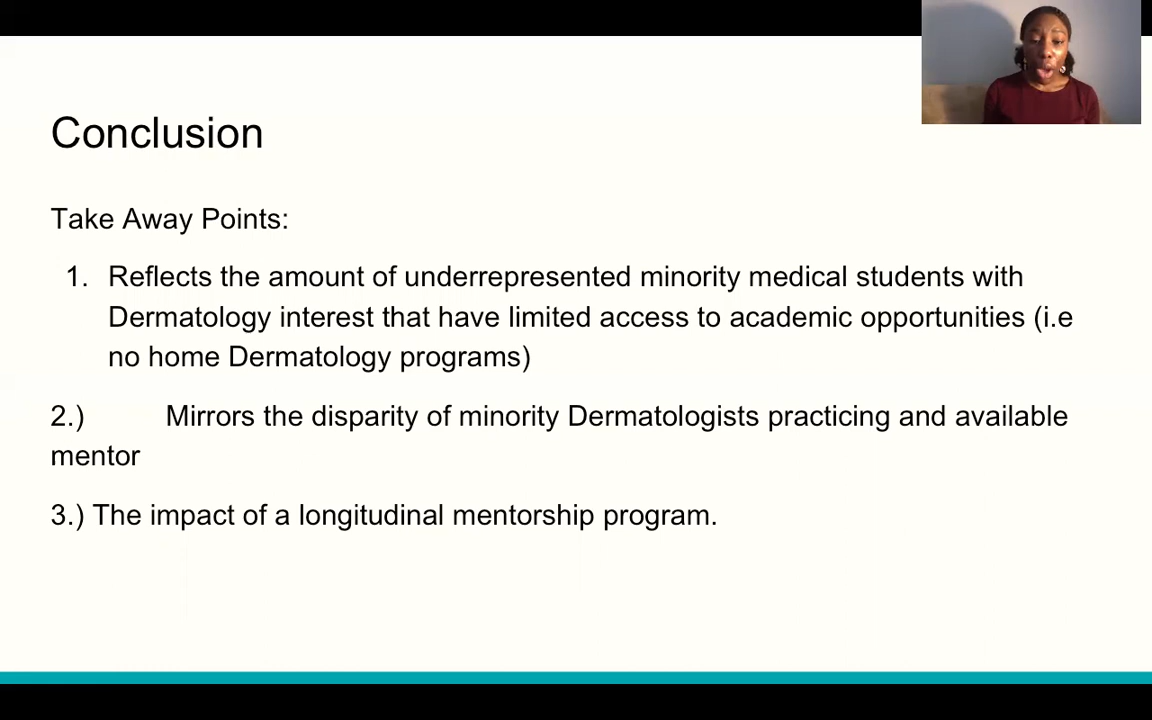 Conclusion
Take Away Points:
1. Reflects the amount of underrepresented minority medical students with
Dermatology interest that have limited access to academic opportunities (i.e
no home Dermatology programs)
2.) Mirrors the disparity of minority Dermatologists practicing and available
mentor
3.) The impact of a longitudinal mentorship program.